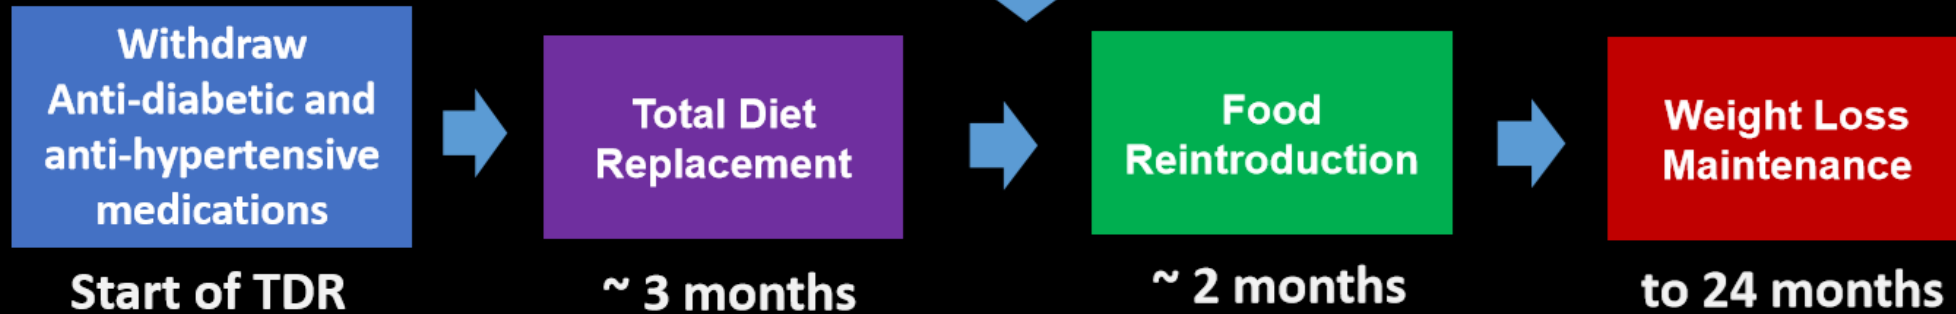 Withdraw
Anti-diabetic and
anti-hypertensive
medications
Start of TDR
Total Diet
Replacement
~ 3 months
Food
Reintroduction
~ 2 months
Weight Loss
Maintenance
to 24 months